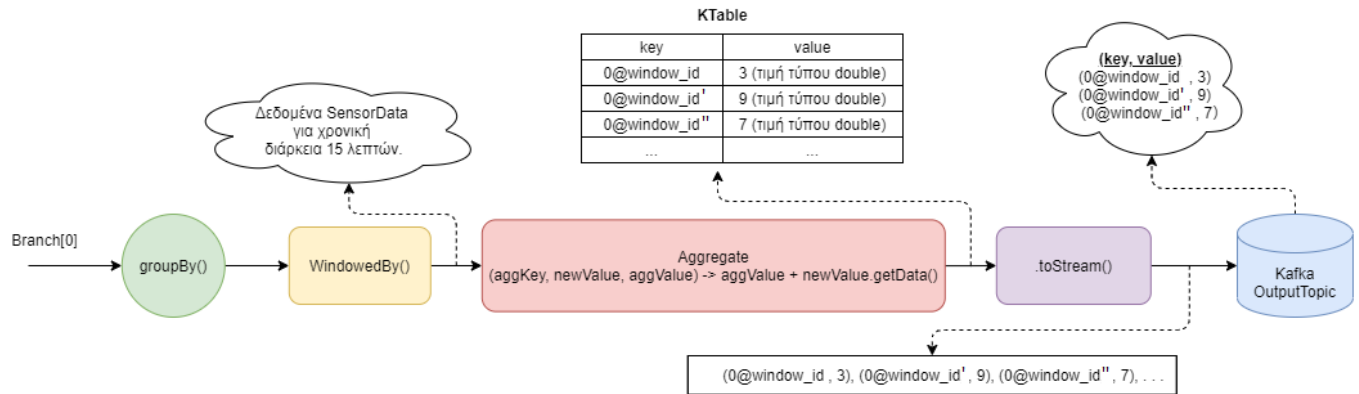 KTable
key value
0@window_id 3 (τιμή τύπου double)
0@window_id' 9 (τιμή τύπου double)
0@window_id" 7 (τιμή τύπου double)
... ...
(key, value)
(0@window_id , 3)
(0@window_id' , 9)
(0@window_id" , 7)
Δεδομένα SensorData
για χρονική
διάρκεια 15 λεπτών.
Branch[0]
groupBy()
WindowedBy()
Aggregate
(aggKey, newValue, aggValue) -> aggValue + newValue.getData()
.toStream()
Kafka
OutputTopic
(0@window_id , 3), (0@window_id' , 9), (0@window_id" , 7), . . .